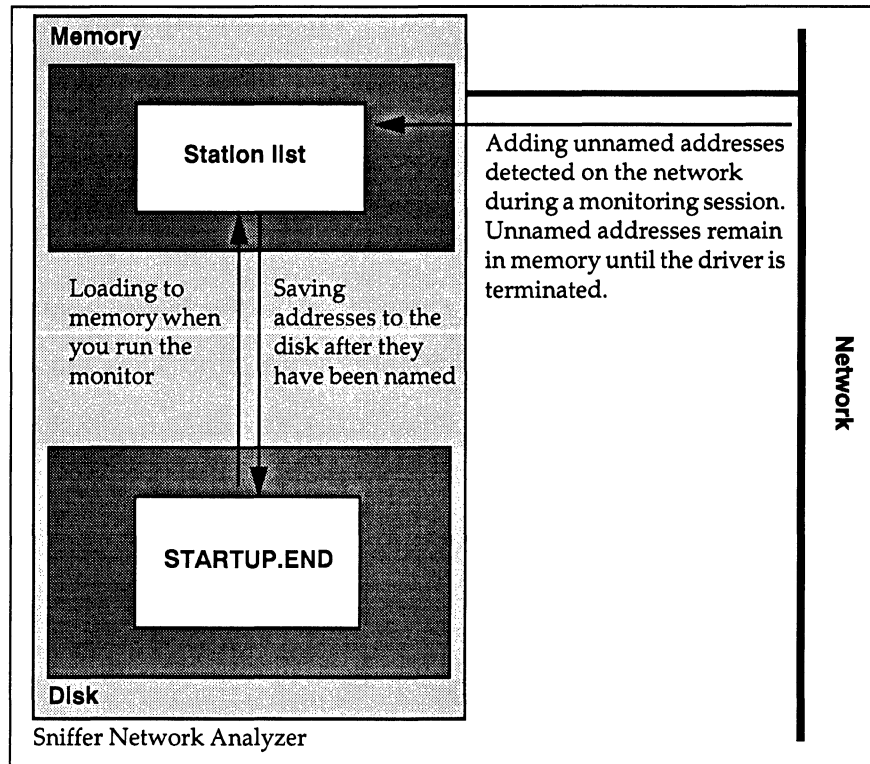 Memory
Station list
Adding unnamed addresses
detected on the network
during a monitoring session.
Unnamed addresses remain
in memory until the driver is
terminated.
Loading to
memory when
you run the
monitor
Saving
addresses to the
disk after they
have been named
Network
STARTUP.END
Disk
Sniffer Network Analyzer